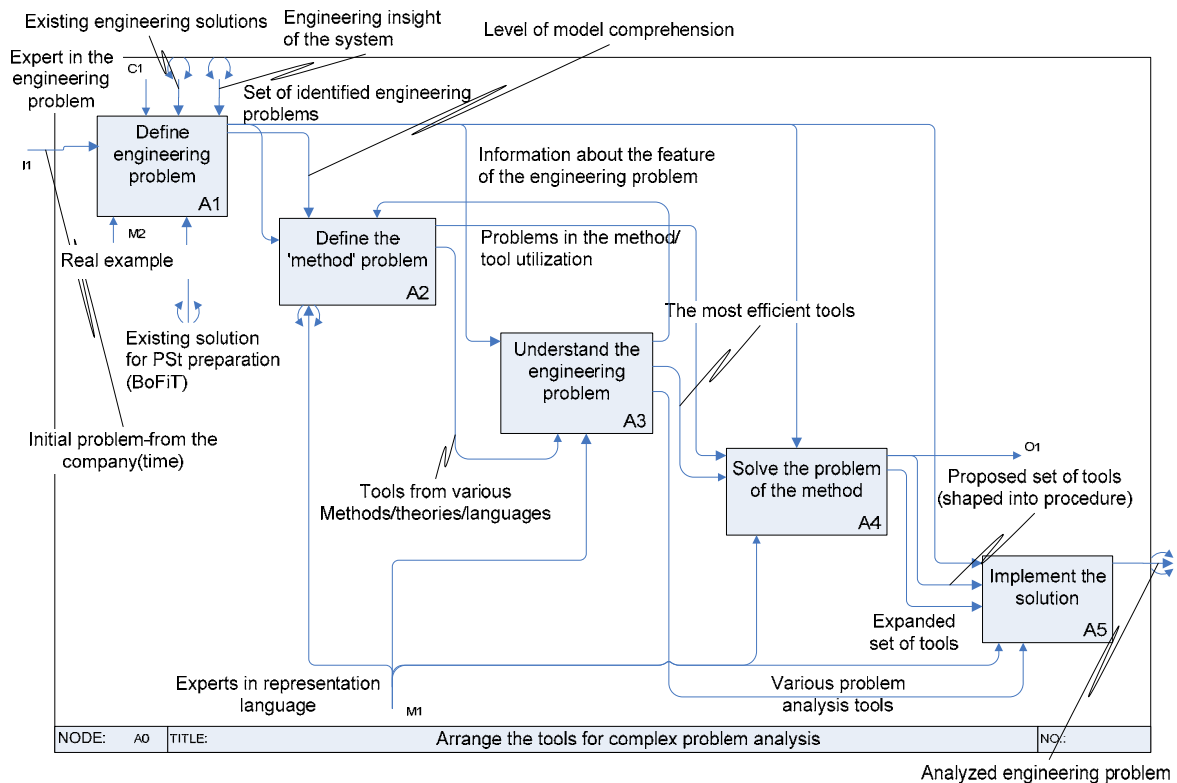 Existing engineering solutions
Engineering insight
of the system
Level of model comprehension
Expert in the
engineering
problem
C1
Set of identified engineering
problems
Define
engineering
problem
A1
I1
Information about the feature
of the engineering problem
M2
Real example
Define the
'method' problem
A2
Problems in the method/
tool utilization
The most efficient tools
Existing solution
for PSt preparation
(BoFiT)
Understand the
engineering
problem
A3
Initial problem-from the
company(time)
O1
Solve the problem
of the method
A4
Proposed set of tools
(shaped into procedure)
Tools from various
Methods/theories/languages
Implement the
solution
A5
Expanded
set of tools
Experts in representation
language
M1
Various problem
analysis tools
NODE: A0 TITLE: Arrange the tools for complex problem analysis NO.:
Analyzed engineering problem